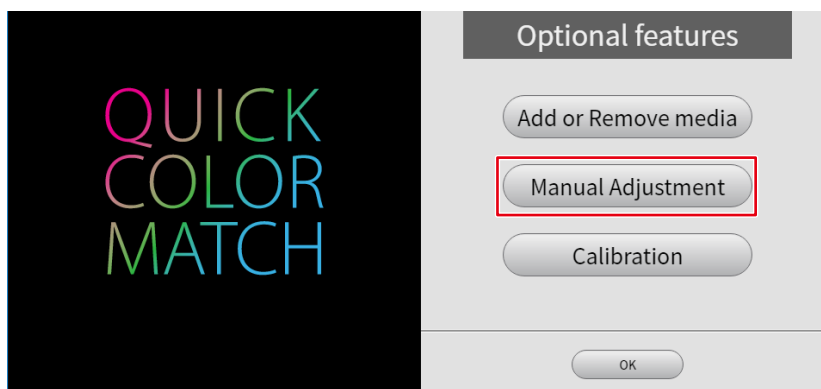 QUICK
COLOR
MATCH
Optional features
Add or Remove media
Manual Adjustment
Calibration
OK